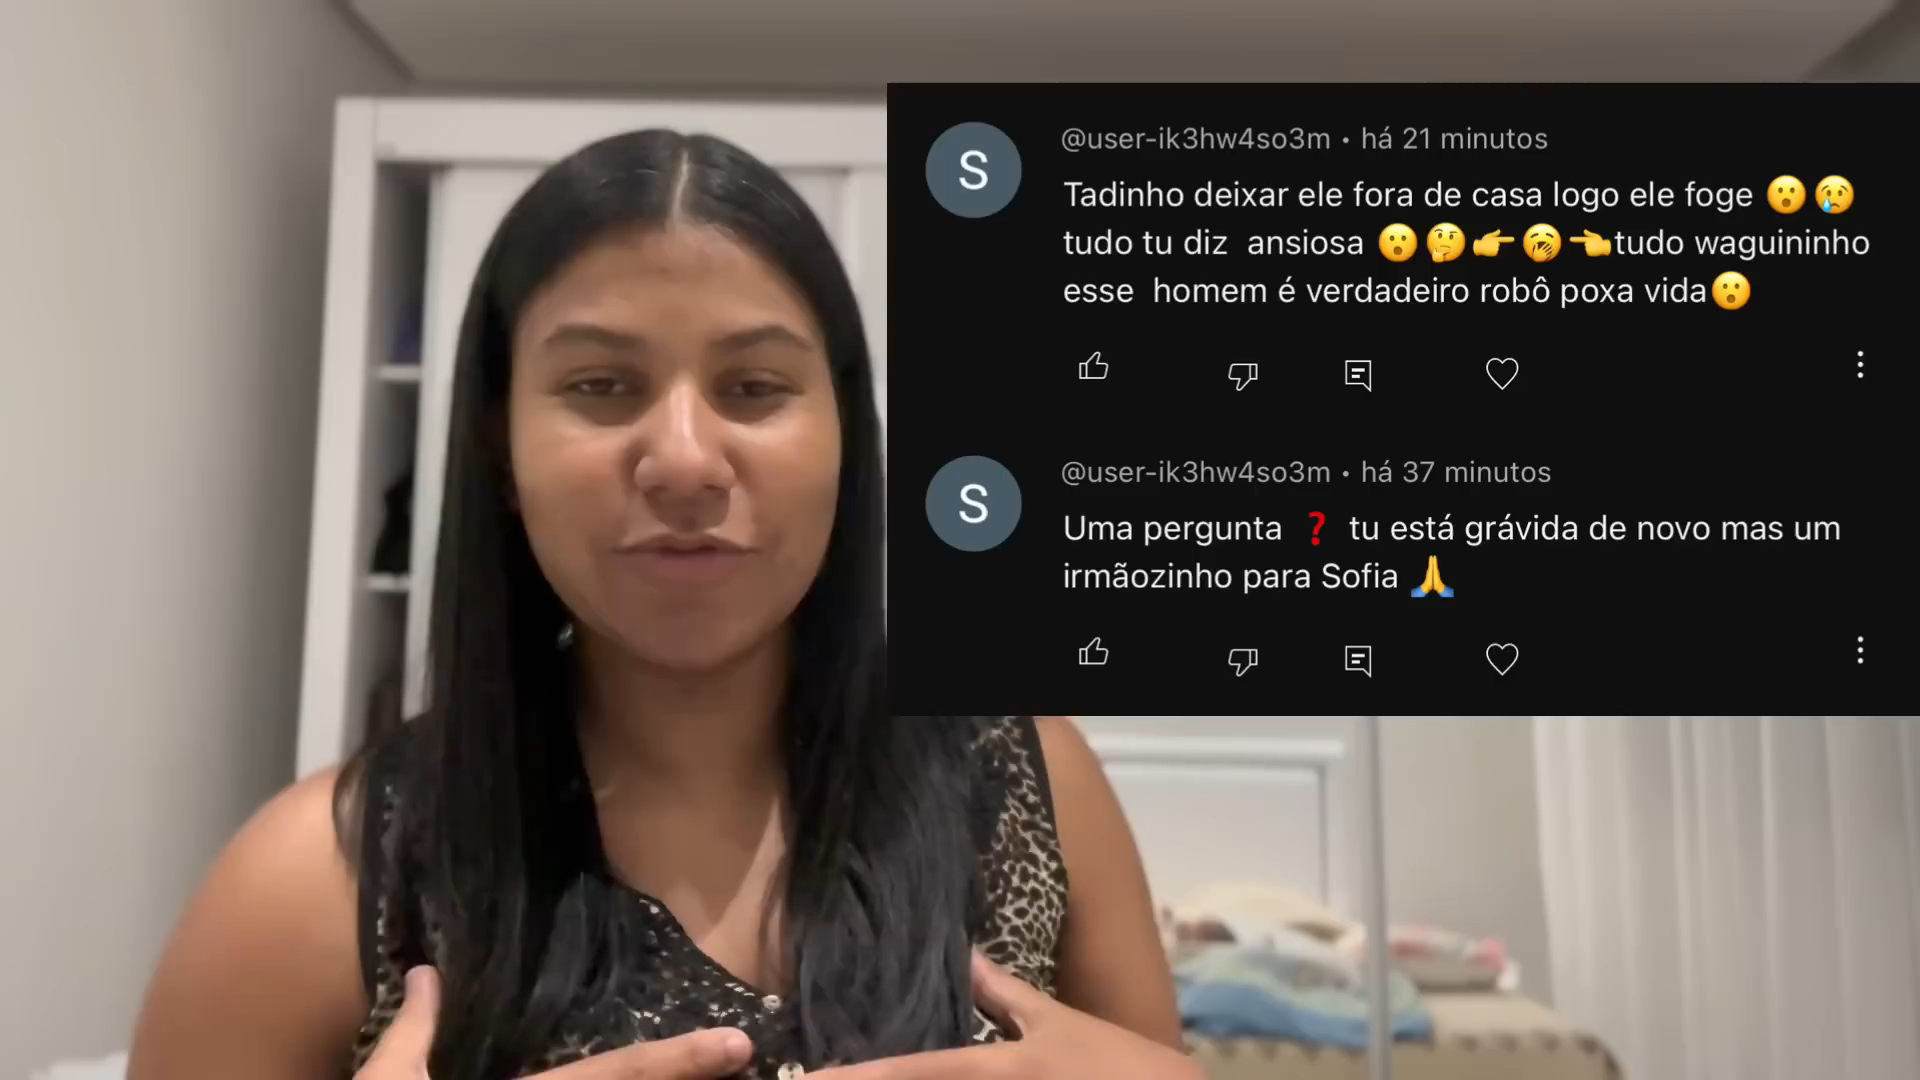 S
@user-ik3hw4so3m • há 21 minutos
Tadinho deixar ele fora de casa logo ele foge 😮😢
tudo tu diz  ansiosa 😮🤔👉🥱👈tudo waguininho
esse  homem é verdadeiro robô poxa vida😮
S
@user-ik3hw4so3m • há 37 minutos
Uma pergunta ❓ tu está grávida de novo mas um
irmãozinho para Sofia 🙏